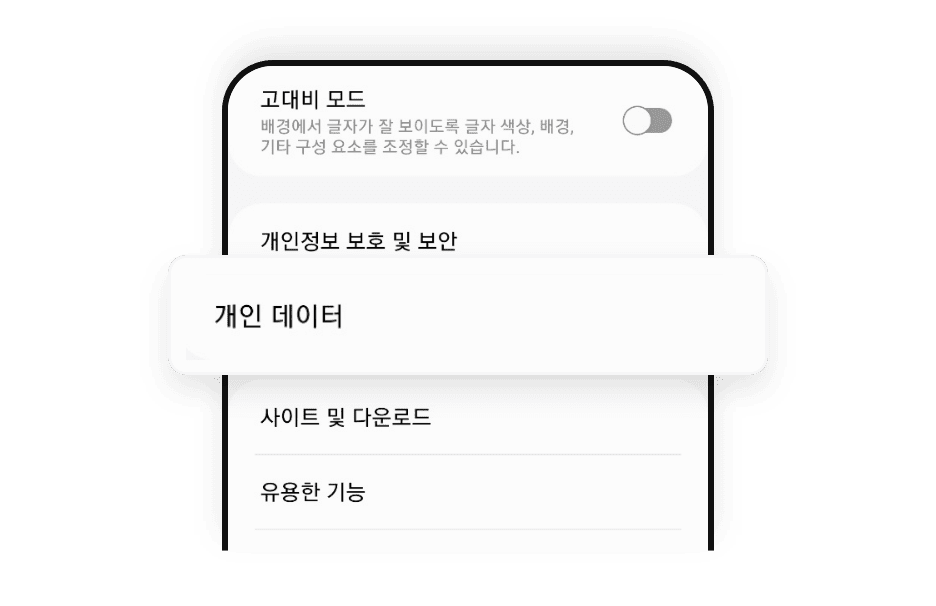 고대비 모드
배경에서 글자가 잘 보이도록 글자 색상, 배경,
기타 구성 요소를 조정할 수 있습니다.
개인정보 보호 및 보안
개인 데이터
사이트 및 다운로드
유용한 기능